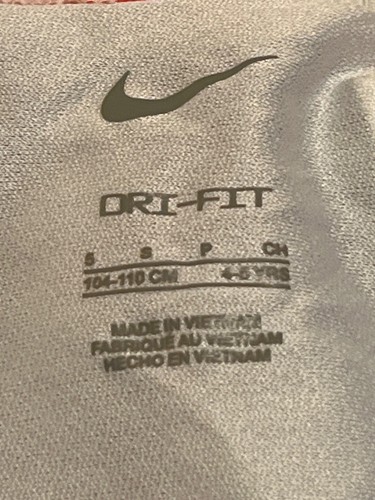 DRI-FIT
S S P CH
104-110 CM 4-5 YRS
MADE IN VIETNAM
FABRIQUÉ AU VIETNAM
HECHO EN VIETNAM